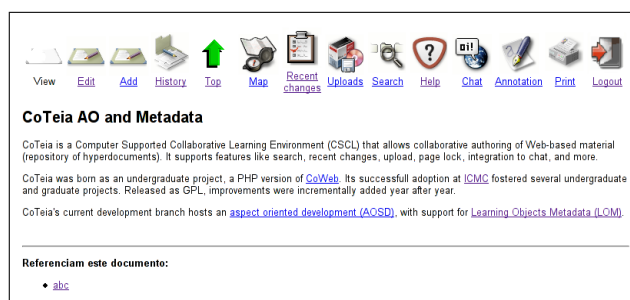 oi!
View Edit Add History Top Map Recent changes Uploads Search Help Chat Annotation Print Logout
CoTeia AO and Metadata
CoTeia is a Computer Supported Collaborative Learning Environment (CSCL) that allows collaborative authoring of Web-based material
(repository of hyperdocuments). It supports features like search, recent changes, upload, page lock, integration to chat, and more.
CoTeia was born as an undergraduate project, a PHP version of CoWeb. Its successfull adoption at ICMC fostered several undergraduate
and graduate projects. Released as GPL, improvements were incrementally added year after year.
CoTeia's current development branch hosts an aspect oriented development (AOSD), with support for Learning Objects Metadata (LOM).
Referenciam este documento:
abc